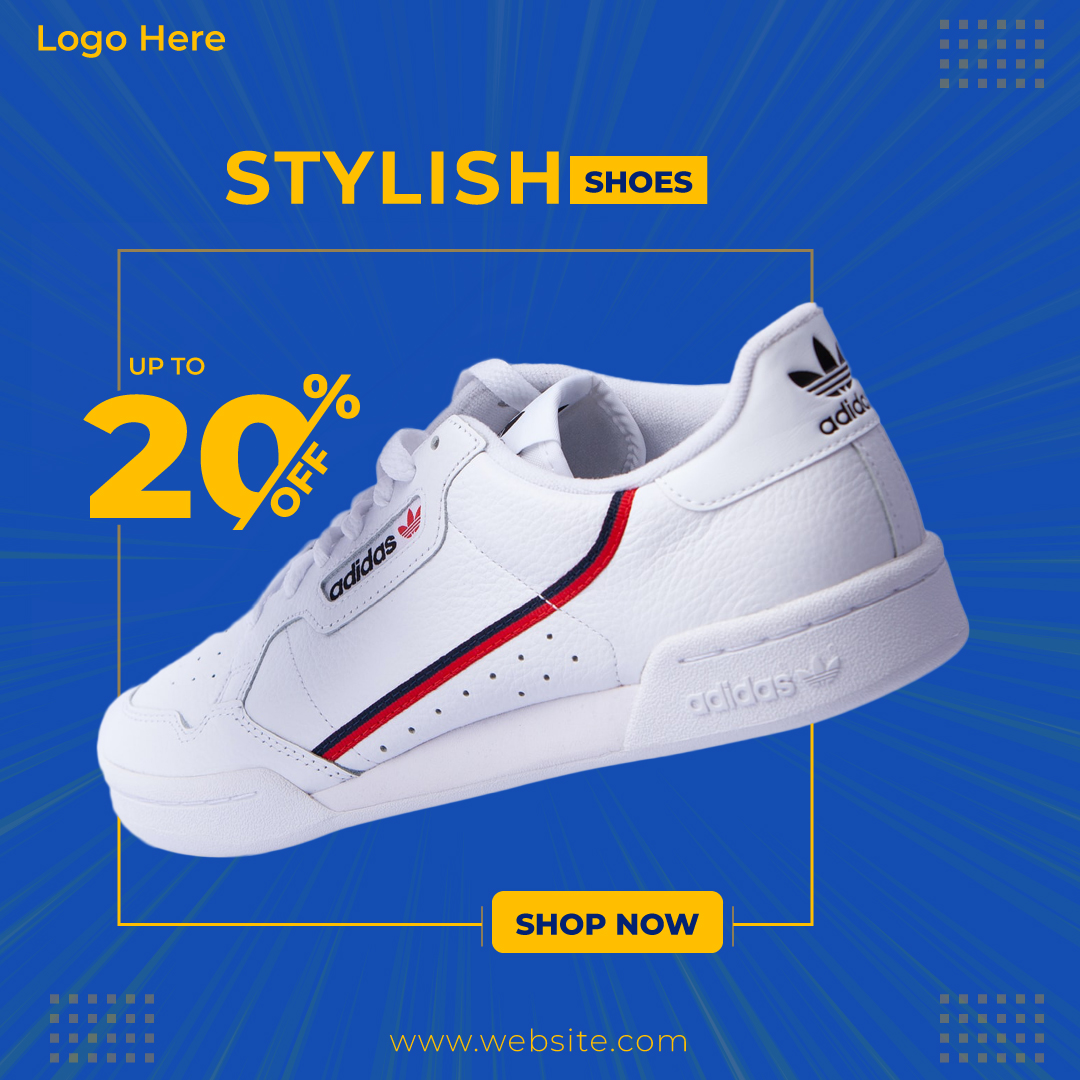 Logo Here
STYLISH SHOES
UP TO
20% OFF
adidas
adidas
adidas
SHOP NOW
www.website.com